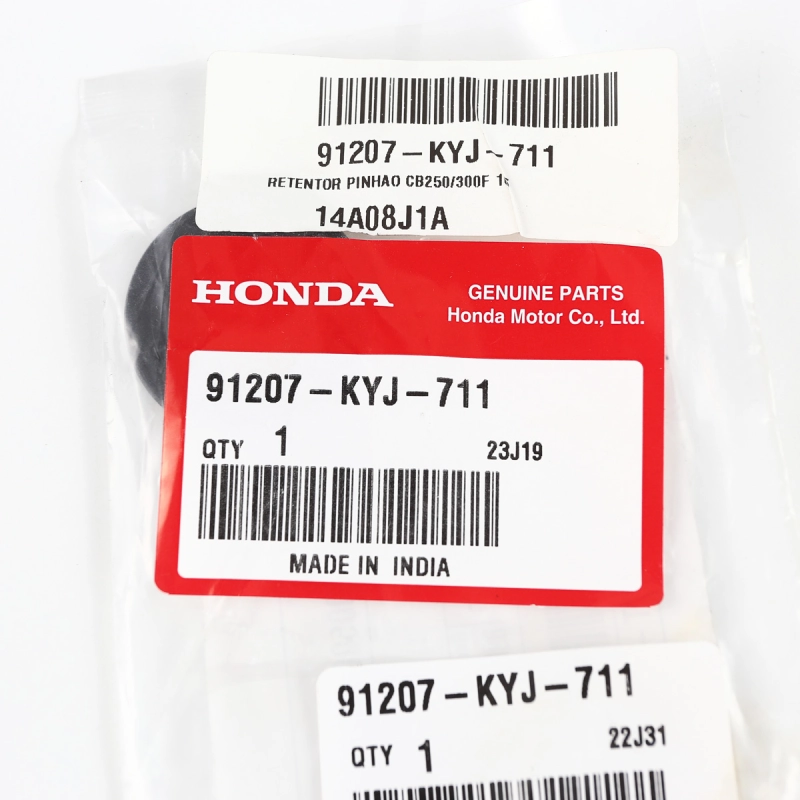 91207-KYJ-711
RETENTOR PINHAO CB250/300F
14A08J1A
HONDA
GENUINE PARTS
Honda Motor Co., Ltd.
91207-KYJ-711
QTY 1 23J19
MADE IN INDIA
91207-KYJ-711
QTY 1 22J31